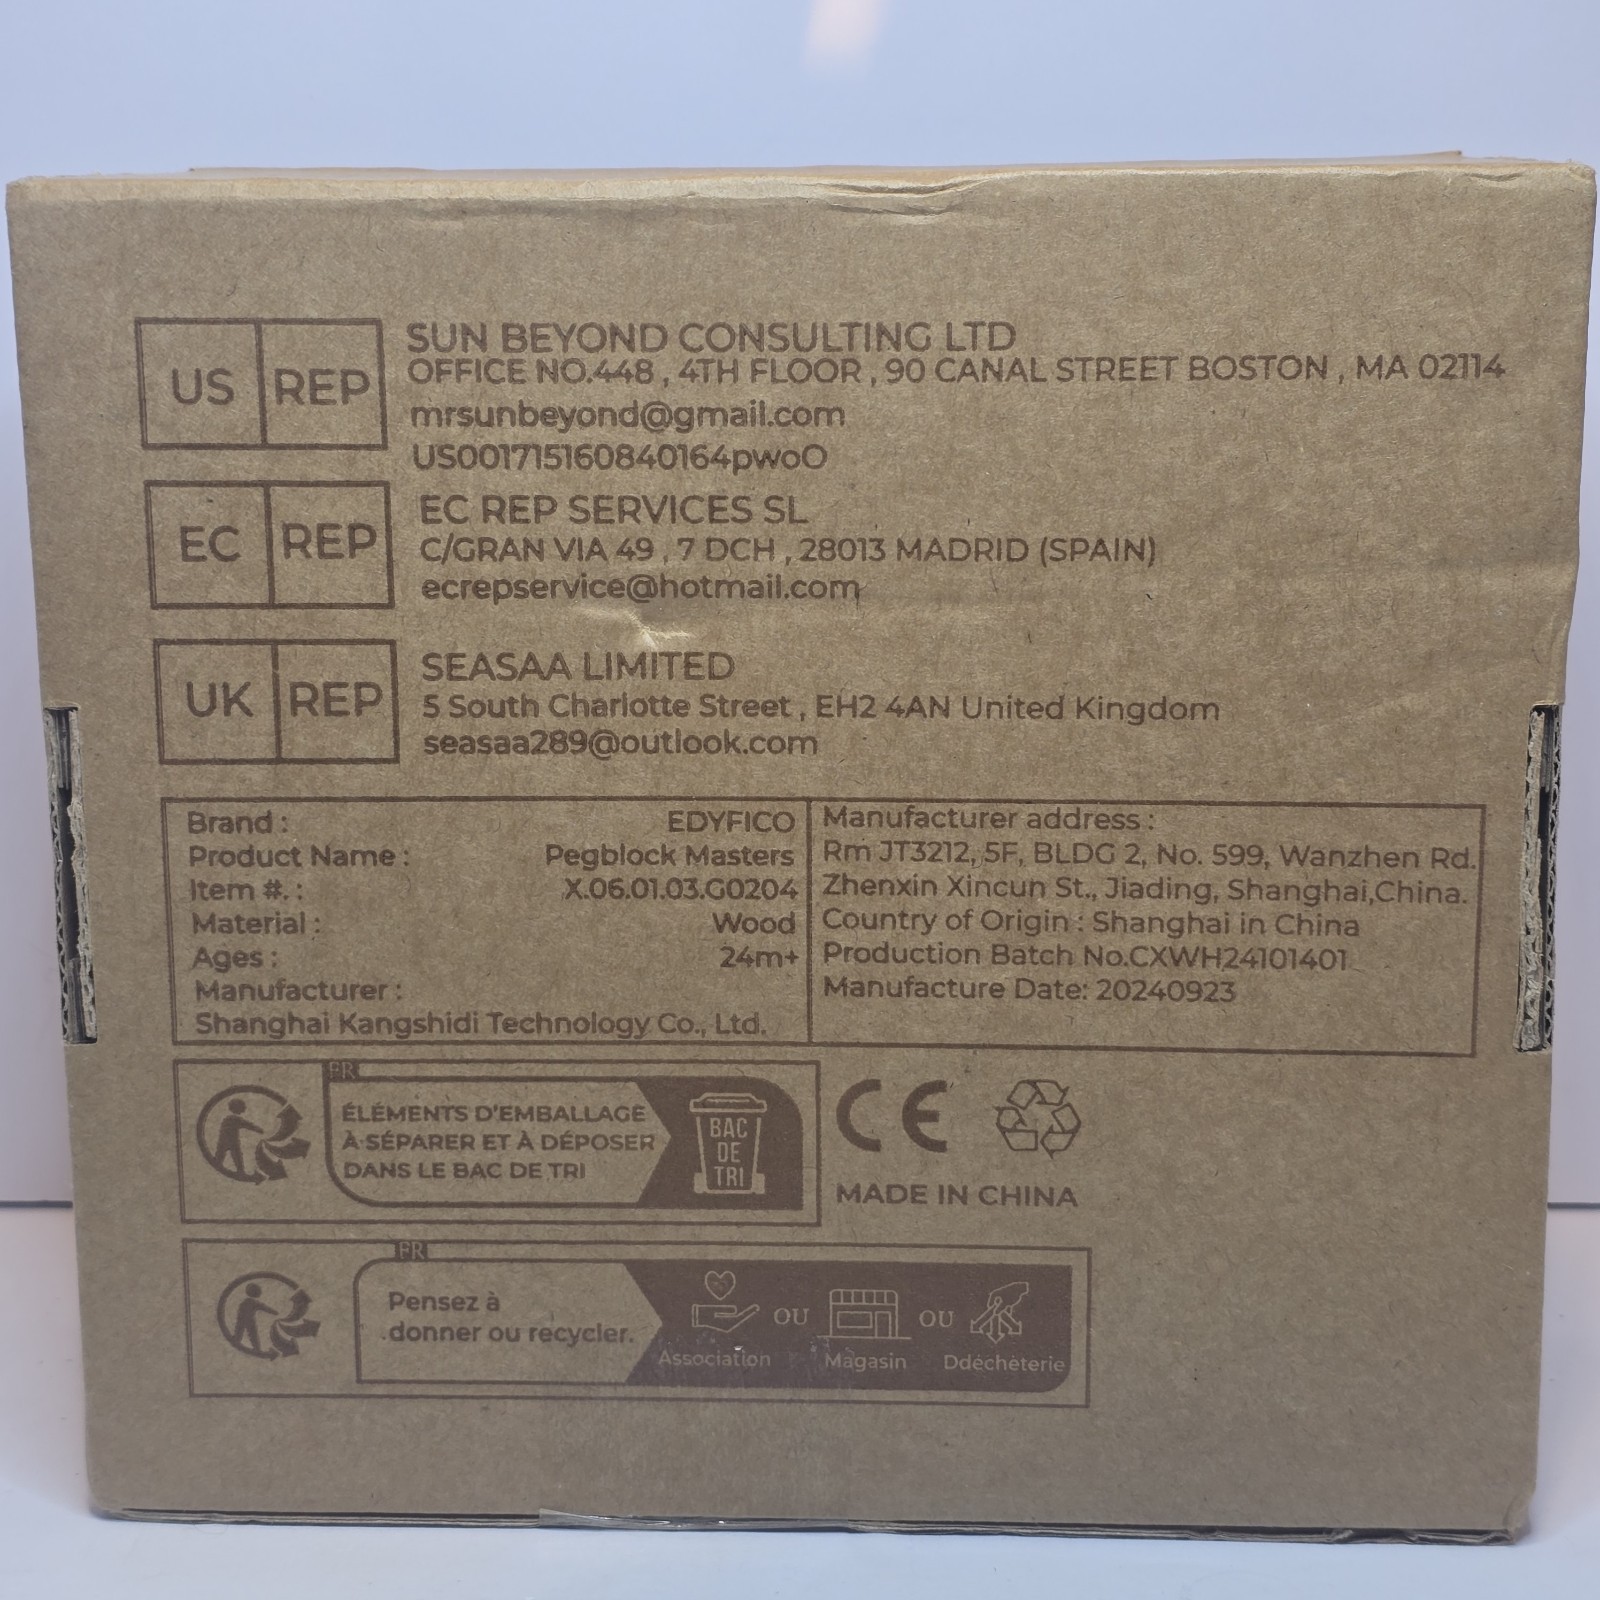 US REP
SUN BEYOND CONSULTING LTD
OFFICE NO.448 , 4TH FLOOR , 90 CANAL STREET BOSTON , MA 02114
mrsunbeyond@gmail.com
US001715160840164pwoO
EC REP
EC REP SERVICES SL
C/GRAN VIA 49 , 7 DCH , 28013 MADRID (SPAIN)
ecrepservice@hotmail.com
UK REP
SEASAA LIMITED
5 South Charlotte Street , EH2 4AN United Kingdom
seasaa289@outlook.com
Brand : EDYFICO
Product Name : Pegblock Masters
Item #. : X.06.01.03.G0204
Material : Wood
Ages : 24m+
Manufacturer :
Shanghai Kangshidi Technology Co., Ltd.
Manufacturer address :
Rm JT3212, 5F, BLDG 2, No. 599, Wanzhen Rd.
Zhenxin Xincun St., Jiading, Shanghai,China.
Country of Origin : Shanghai in China
Production Batch No.CXWH24101401
Manufacture Date: 20240923
FR
ÉLÉMENTS D'EMBALLAGE
À SÉPARER ET À DÉPOSER
DANS LE BAC DE TRI
BAC
DE
TRI
CE
MADE IN CHINA
FR
Pensez à
donner ou recycler.
OU OU
Association Magasin Ddéchèterie